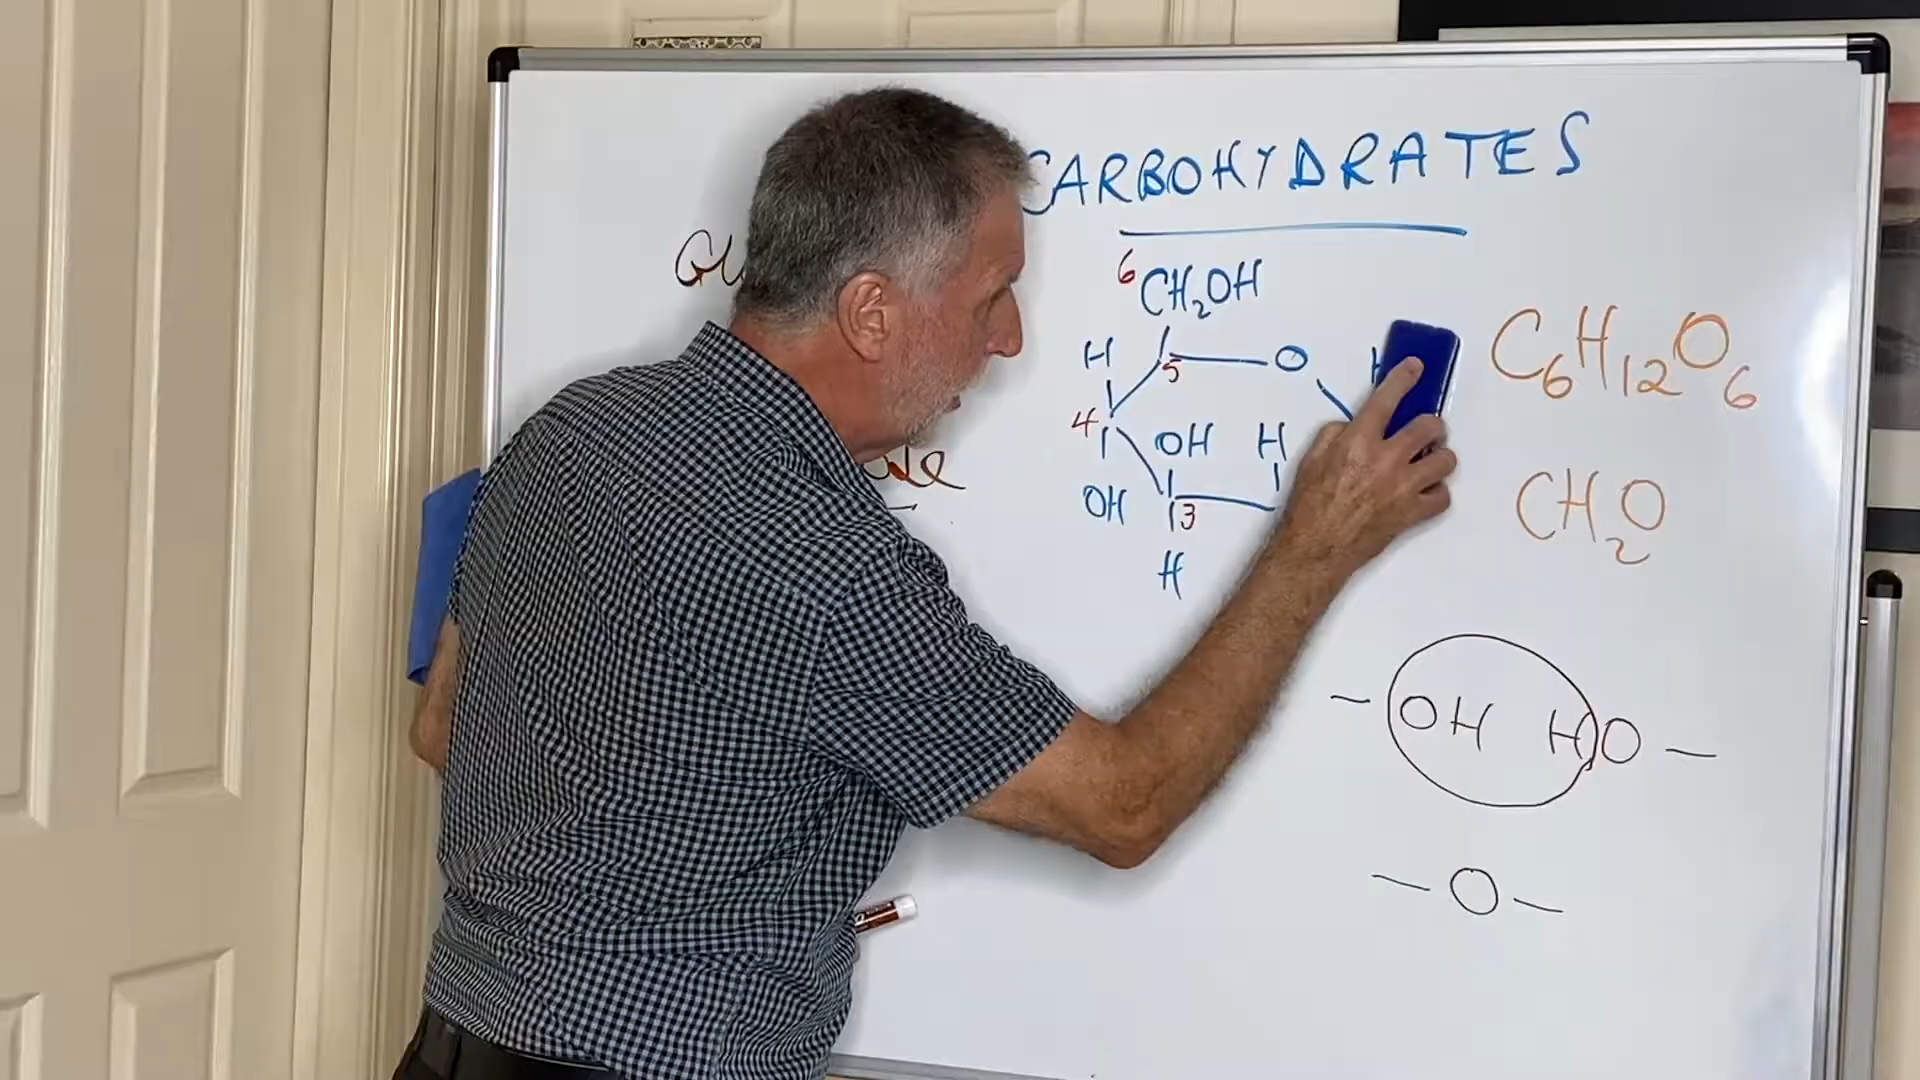 CARBOHYDRATES
6
CH₂OH
C₆H₁₂O₆
H
5
O
4
OH H
OH
3
H
CH₂O
— OH HO —
— O —